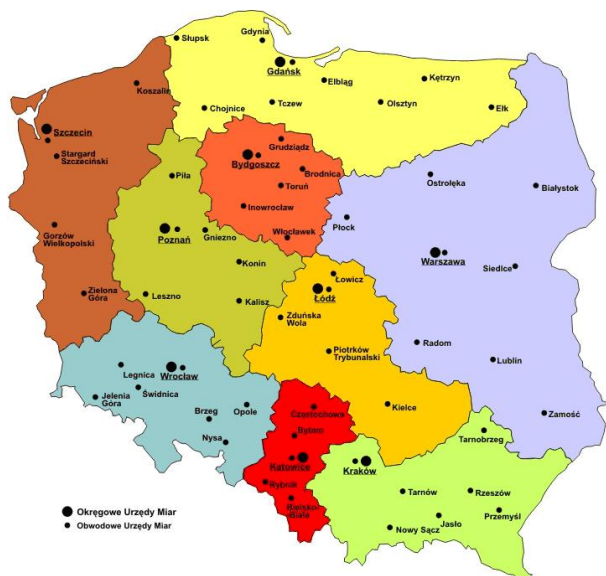 Słupsk
Gdynia
Gdańsk
Elbląg
Kętrzyn
Koszalin
Chojnice
Tczew
Olsztyn
Ełk
Szczecin
Stargard
Szczeciński
Grudziądz
Bydgoszcz
Brodnica
Piła
Toruń
Ostrołęka
Białystok
Inowrocław
Płock
Gorzów
Wielkopolski
Poznań
Gniezno
Włocławek
Warszawa
Siedlce
Konin
Łowicz
Zielona
Góra
Leszno
Kalisz
Łódź
Zduńska
Wola
Radom
Piotrków
Trybunalski
Lublin
Legnica
Wrocław
Jelenia
Góra
Świdnica
Brzeg
Opole
Częstochowa
Kielce
Zamość
Nysa
Bytom
Tarnobrzeg
Katowice
Kraków
Rybnik
Bielsko-
Biała
Tarnów
Rzeszów
Nowy Sącz
Jasło
Przemyśl
Okręgowe Urzędy Miar
Obwodowe Urzędy Miar